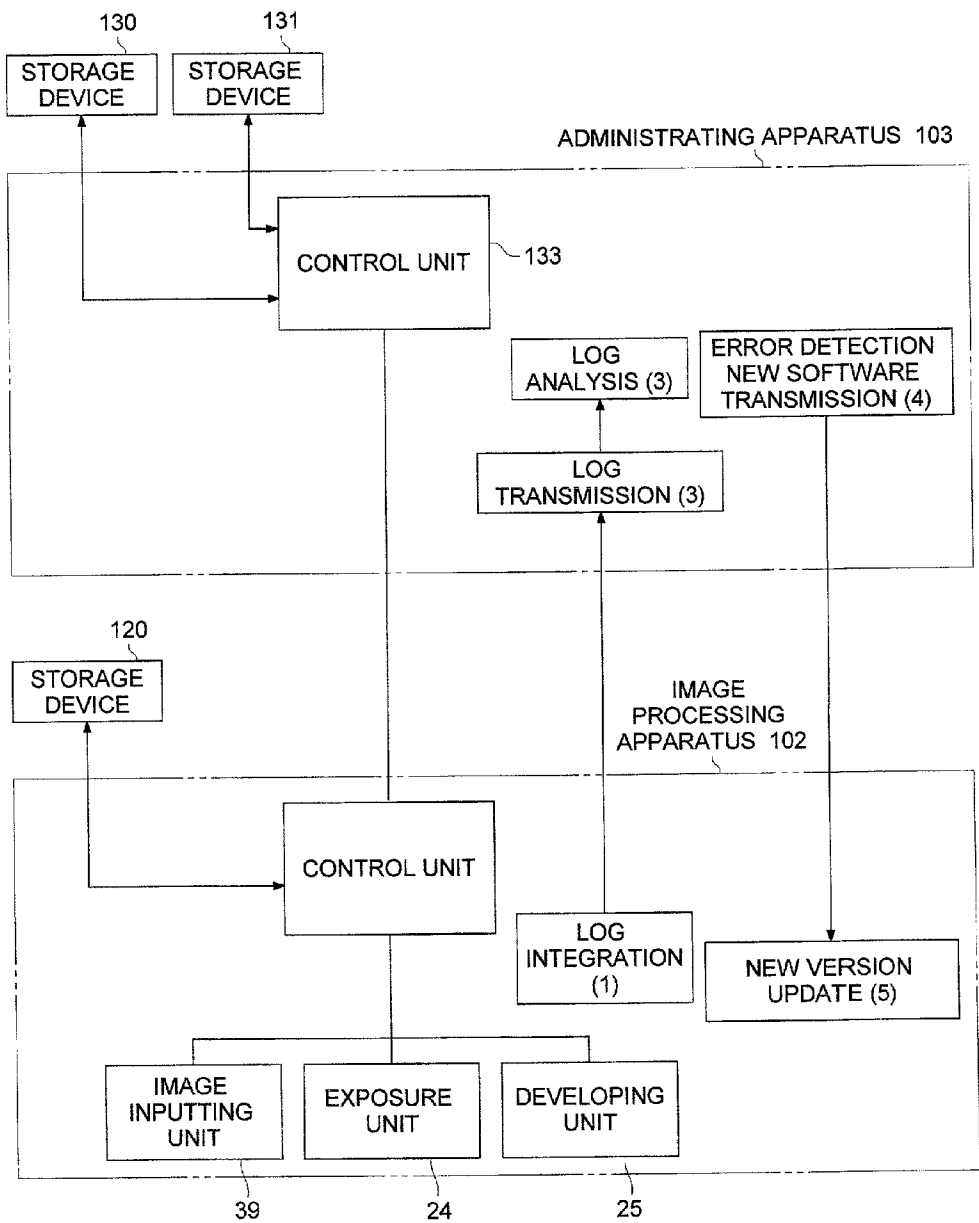 130
131
STORAGE
DEVICE
STORAGE
DEVICE
ADMINISTRATING APPARATUS 103
CONTROL UNIT
133
LOG
ANALYSIS (3)
ERROR DETECTION
NEW SOFTWARE
TRANSMISSION (4)
LOG
TRANSMISSION (3)
120
STORAGE
DEVICE
IMAGE
PROCESSING
APPARATUS 102
CONTROL UNIT
LOG
INTEGRATION
(1)
NEW VERSION
UPDATE (5)
IMAGE
INPUTTING
UNIT
EXPOSURE
UNIT
DEVELOPING
UNIT
39
24
25